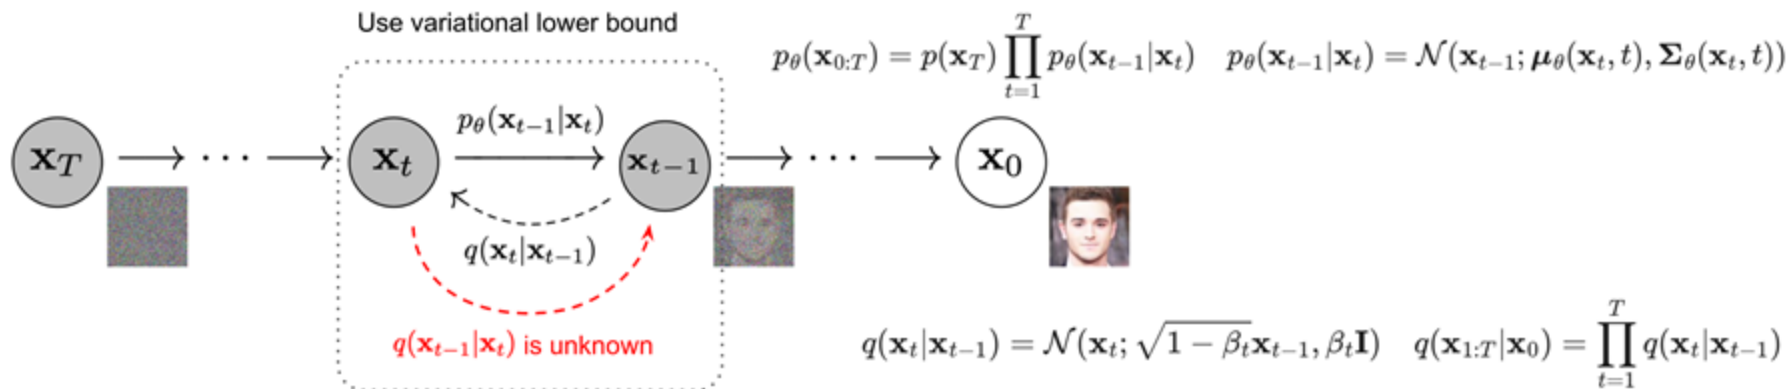 Use variational lower bound
p_θ(x_{0:T}) = p(x_T) ∏_{t=1}^{T} p_θ(x_{t−1}|x_t)    p_θ(x_{t−1}|x_t) = 𝒩(x_{t−1}; μ_θ(x_t, t), Σ_θ(x_t, t))
p_θ(x_{t−1}|x_t)
x_T → ··· → x_t → x_{t−1} → ··· → x_0
q(x_t|x_{t−1})
q(x_{t−1}|x_t) is unknown
q(x_t|x_{t−1}) = 𝒩(x_t; √(1 − β_t)x_{t−1}, β_tI)    q(x_{1:T}|x_0) = ∏_{t=1}^{T} q(x_t|x_{t−1})